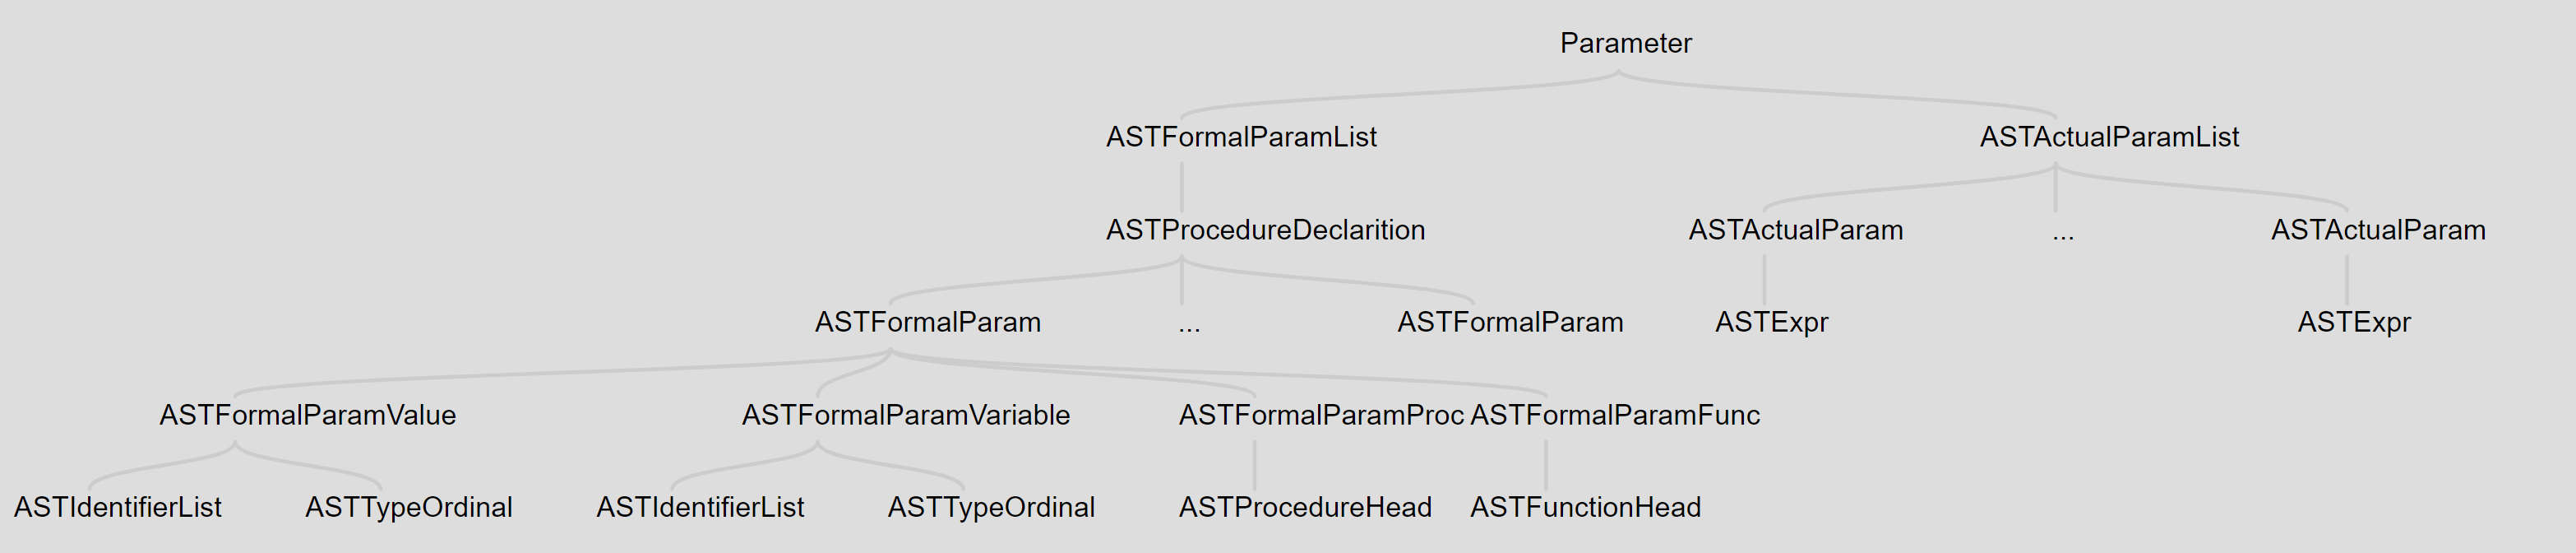 Parameter
ASTFormalParamList ASTActualParamList
ASTProcedureDeclarition ASTActualParam ... ASTActualParam
ASTFormalParam ... ASTFormalParam ASTExpr ASTExpr
ASTFormalParamValue ASTFormalParamVariable ASTFormalParamProc ASTFormalParamFunc
ASTIdentifierList ASTTypeOrdinal ASTIdentifierList ASTTypeOrdinal ASTProcedureHead ASTFunctionHead